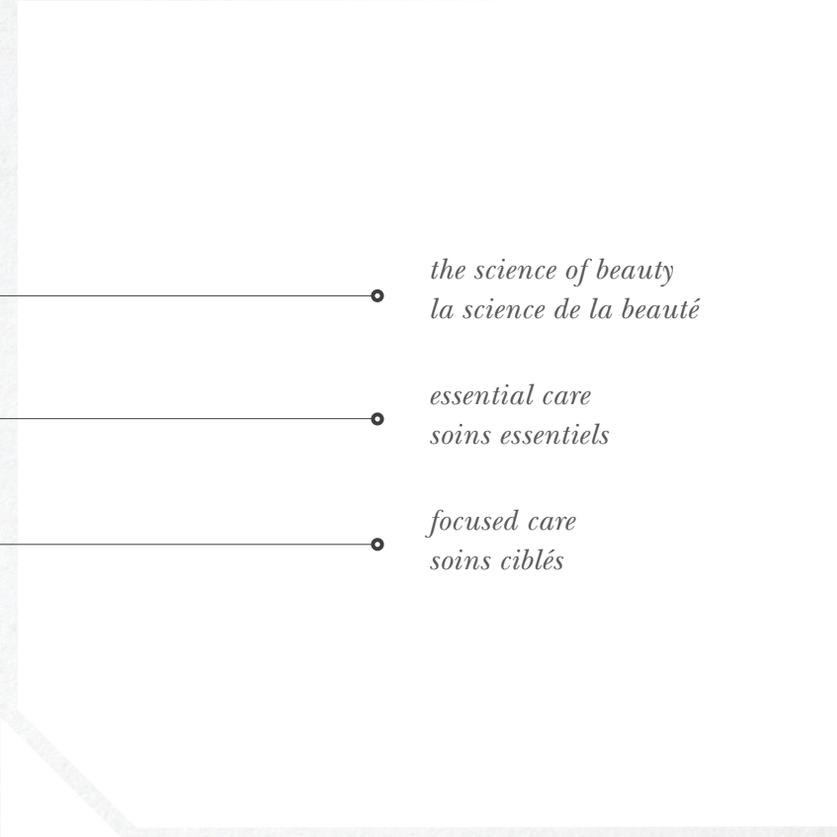 the science of beauty
la science de la beauté
essential care
soins essentiels
focused care
soins ciblés